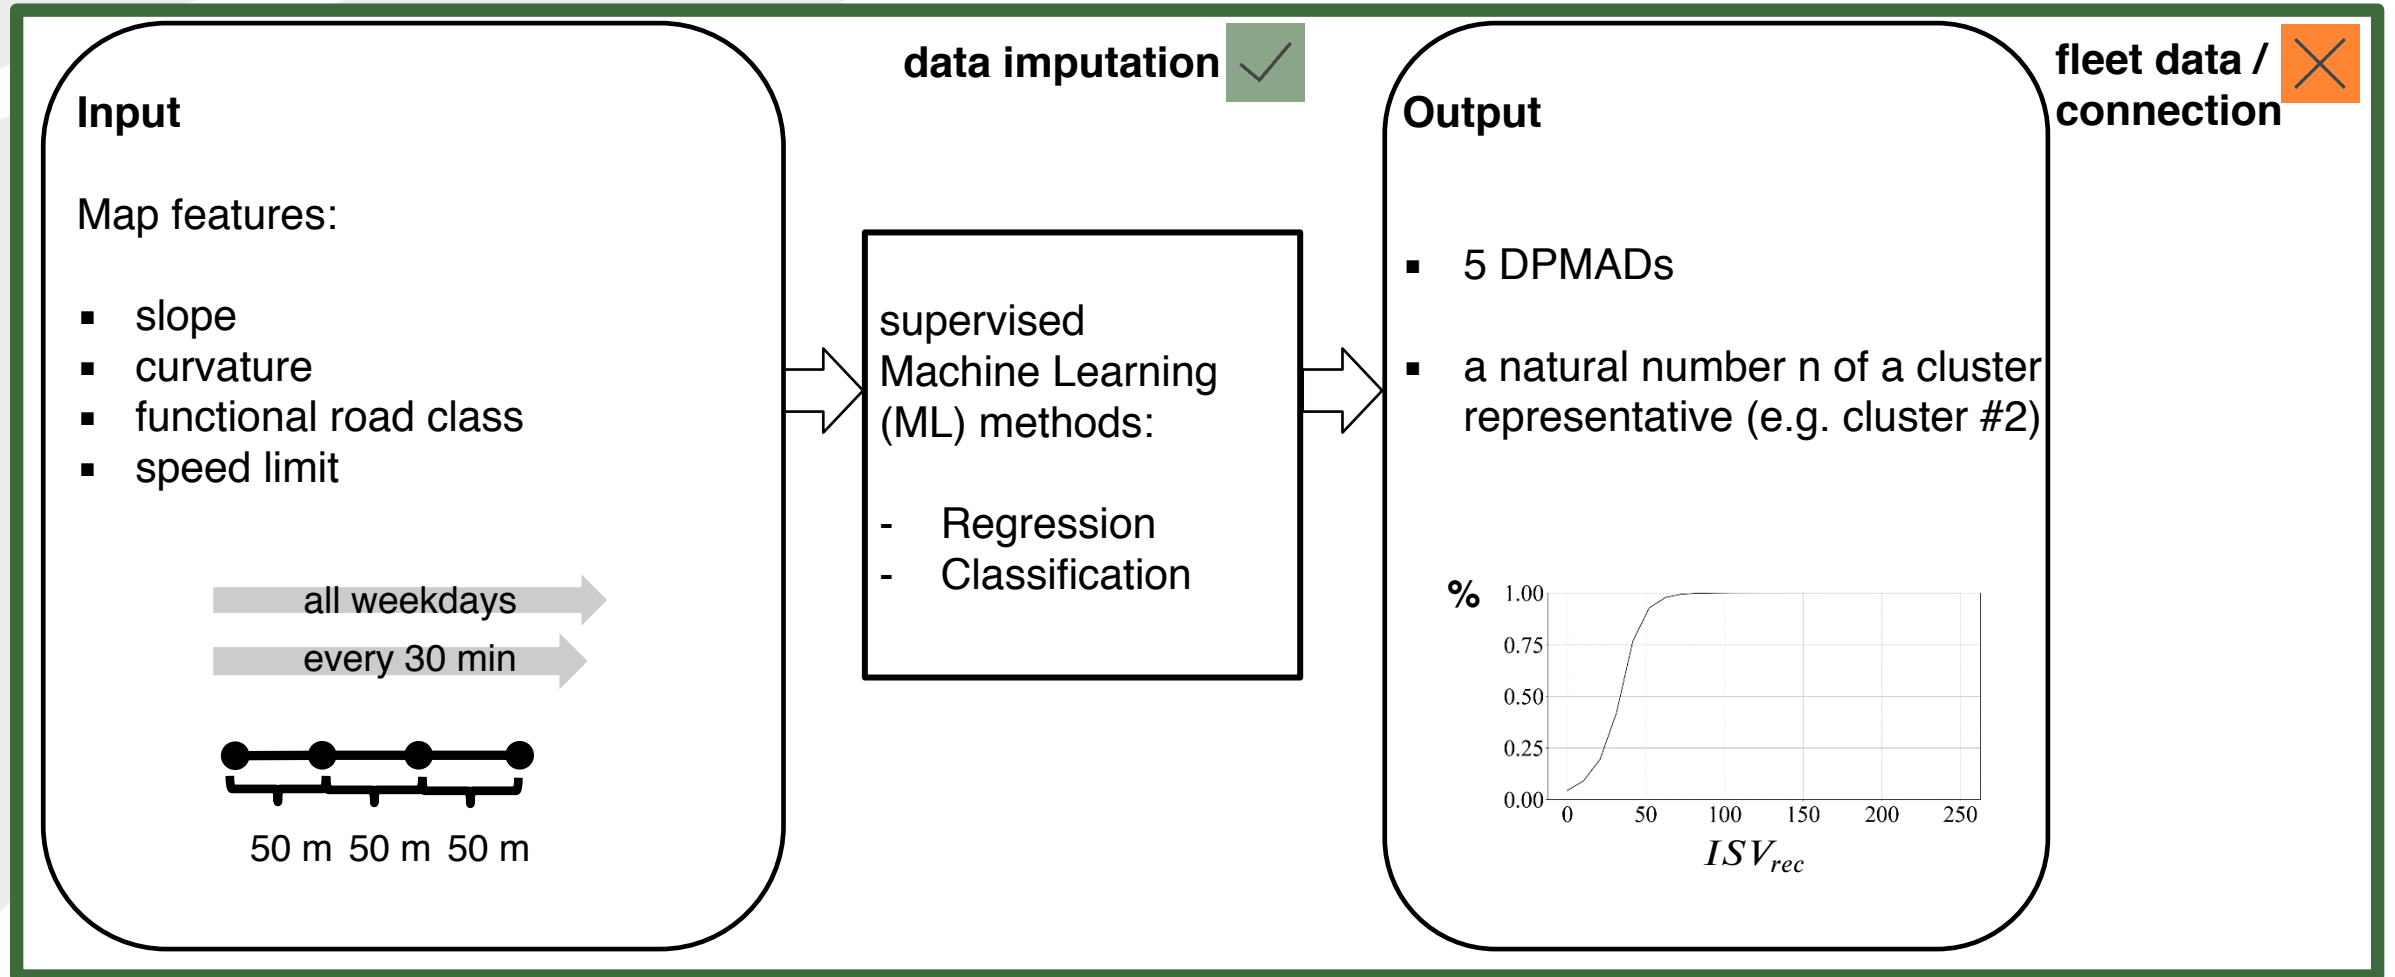 data imputation
fleet data /
connection
Input
Map features:
▪ slope
▪ curvature
▪ functional road class
▪ speed limit
all weekdays
every 30 min
50 m 50 m 50 m
supervised
Machine Learning
(ML) methods:
- Regression
- Classification
Output
▪ 5 DPMADs
▪ a natural number n of a cluster
representative (e.g. cluster #2)
%
1.00
0.75
0.50
0.25
0.00
0 50 100 150 200 250
ISV_rec